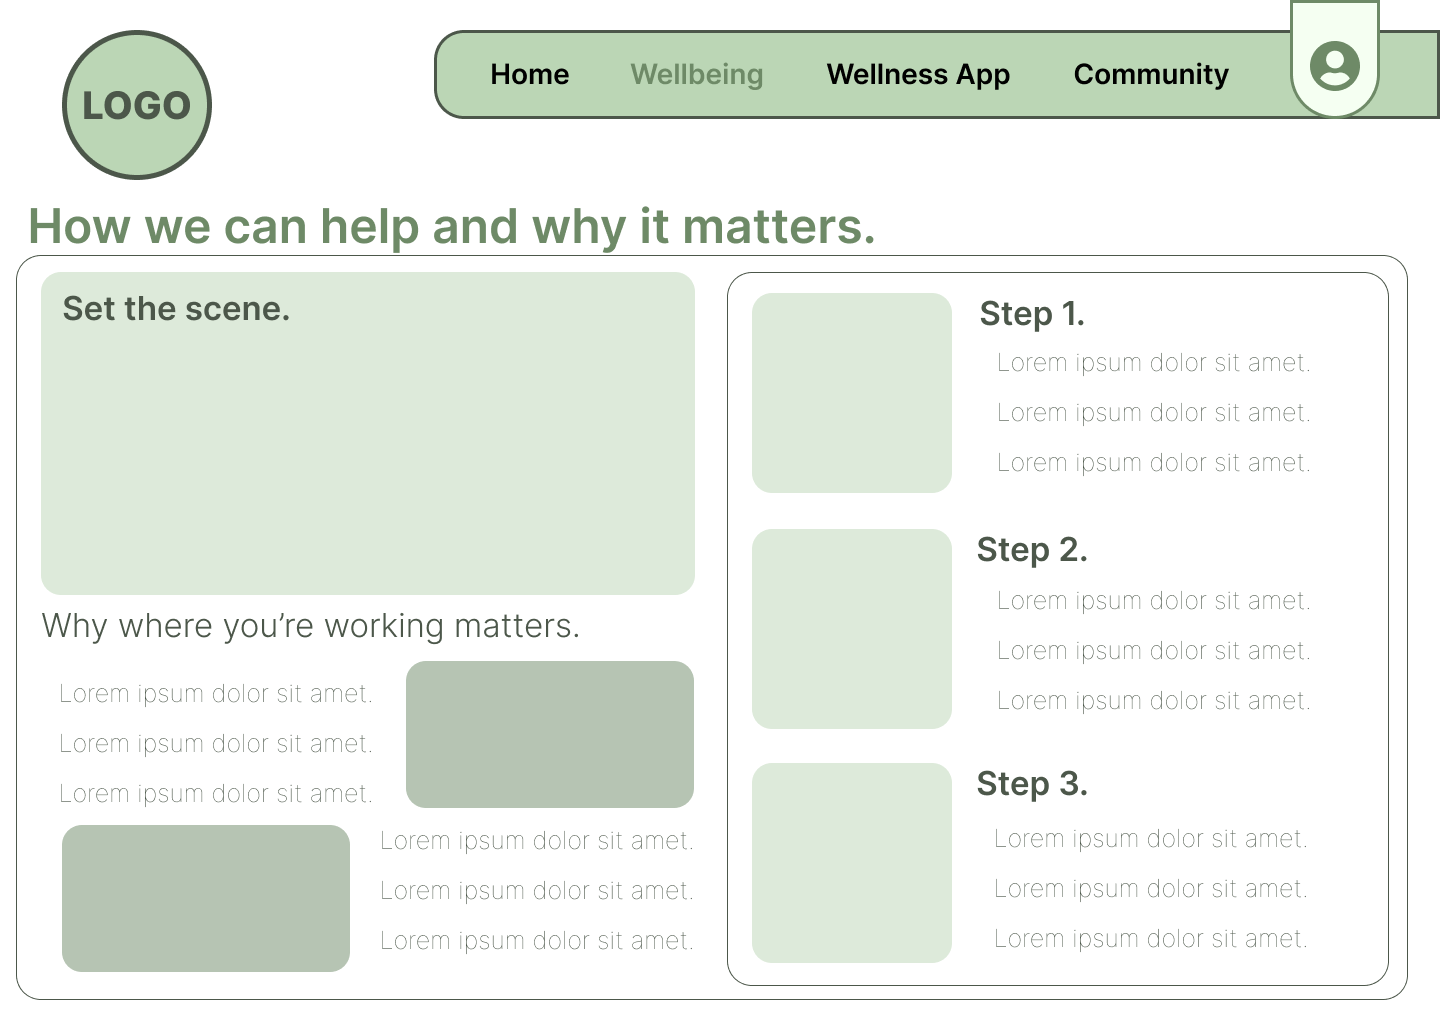 LOGO
Home
Wellbeing
Wellness App
Community
How we can help and why it matters.
Set the scene.
Why where you’re working matters.
Lorem ipsum dolor sit amet.
Lorem ipsum dolor sit amet.
Lorem ipsum dolor sit amet.
Lorem ipsum dolor sit amet.
Lorem ipsum dolor sit amet.
Lorem ipsum dolor sit amet.
Step 1.
Lorem ipsum dolor sit amet.
Lorem ipsum dolor sit amet.
Lorem ipsum dolor sit amet.
Step 2.
Lorem ipsum dolor sit amet.
Lorem ipsum dolor sit amet.
Lorem ipsum dolor sit amet.
Step 3.
Lorem ipsum dolor sit amet.
Lorem ipsum dolor sit amet.
Lorem ipsum dolor sit amet.